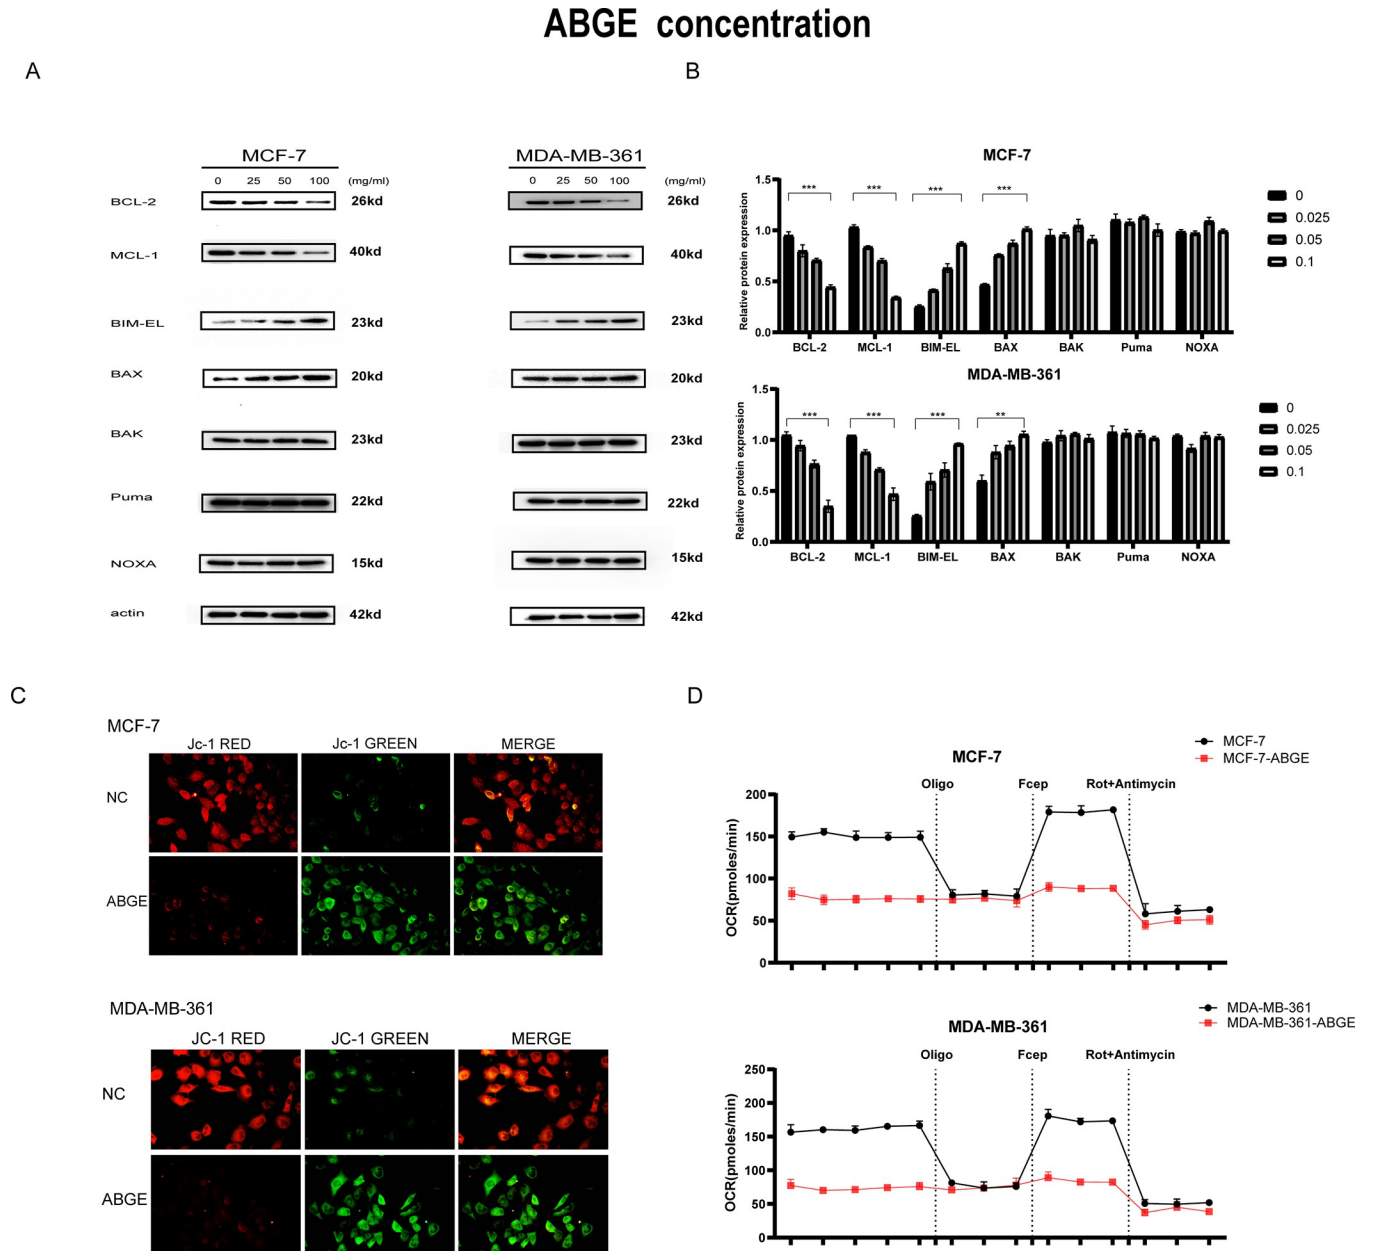 ABGE concentration
A
MCF-7
MDA-MB-361
0 25 50 100 (mg/ml)
0 25 50 100 (mg/ml)
BCL-2 26kd 26kd
MCL-1 40kd 40kd
BIM-EL 23kd 23kd
BAX 20kd 20kd
BAK 23kd 23kd
Puma 22kd 22kd
NOXA 15kd 15kd
actin 42kd 42kd
B
MCF-7
Relative protein expression
1.5
1.0
0.5
0.0
*** *** *** ***
BCL-2 MCL-1 BIM-EL BAX BAK Puma NOXA
0
0.025
0.05
0.1
MDA-MB-361
Relative protein expression
1.5
1.0
0.5
0.0
*** *** *** **
BCL-2 MCL-1 BIM-EL BAX BAK Puma NOXA
0
0.025
0.05
0.1
C
MCF-7
Jc-1 RED Jc-1 GREEN MERGE
NC
ABGE
MDA-MB-361
JC-1 RED JC-1 GREEN MERGE
NC
ABGE
D
MCF-7
MCF-7
MCF-7-ABGE
Oligo Fcep Rot+Antimycin
OCR(pmoles/min)
200
150
100
50
0
MDA-MB-361
MDA-MB-361
MDA-MB-361-ABGE
Oligo Fcep Rot+Antimycin
OCR(pmoles/min)
250
200
150
100
50
0